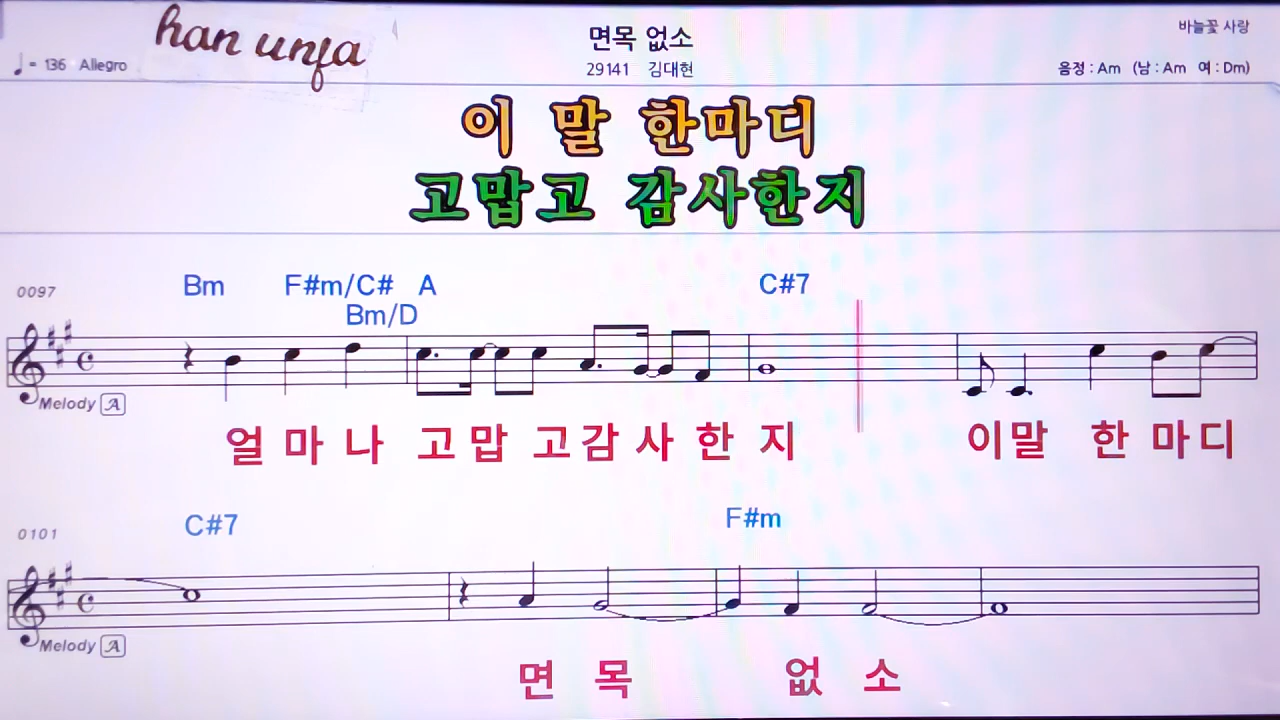 han unfa
면목 없소
바늘꽃 사랑
♩= 136 Allegro
29141 김대현
음정 : Am (남 : Am 여 : Dm)
이 말 한마디
고맙고 감사한지
0097
Bm F#m/C# A C#7
Bm/D
Melody A
얼 마 나 고 맙 고 감 사 한 지 이 말 한 마 디
0101
C#7 F#m
Melody A
면 목 없 소